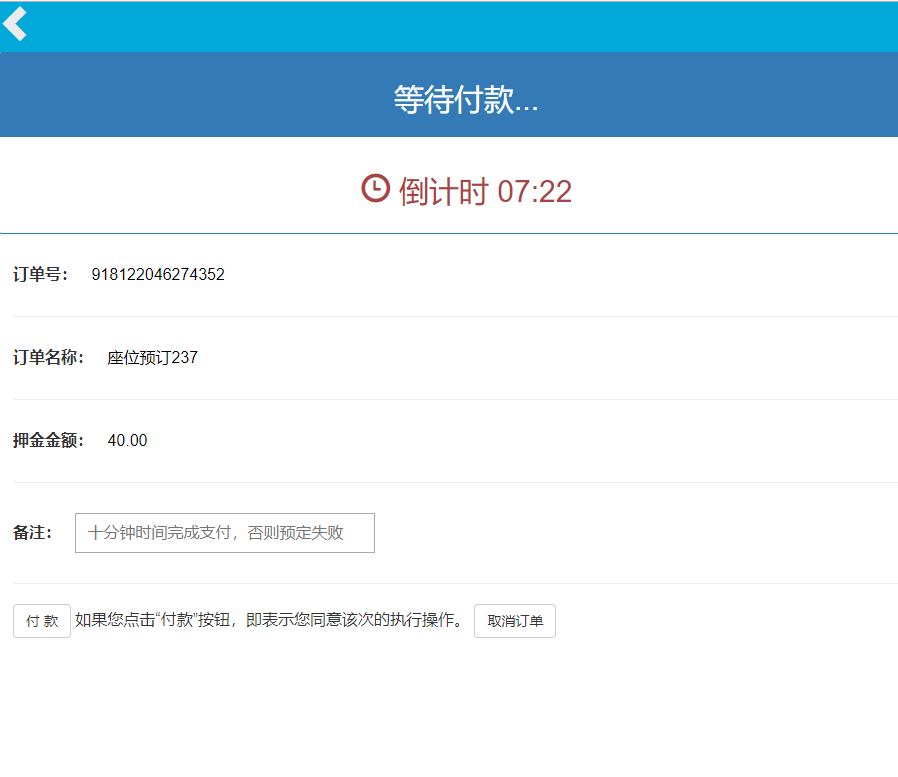 等待付款...
倒计时 07:22
订单号： 918122046274352
订单名称： 座位预订237
押金金额： 40.00
备注： 十分钟时间完成支付，否则预定失败
付 款 如果您点击“付款”按钮，即表示您同意该次的执行操作。 取消订单